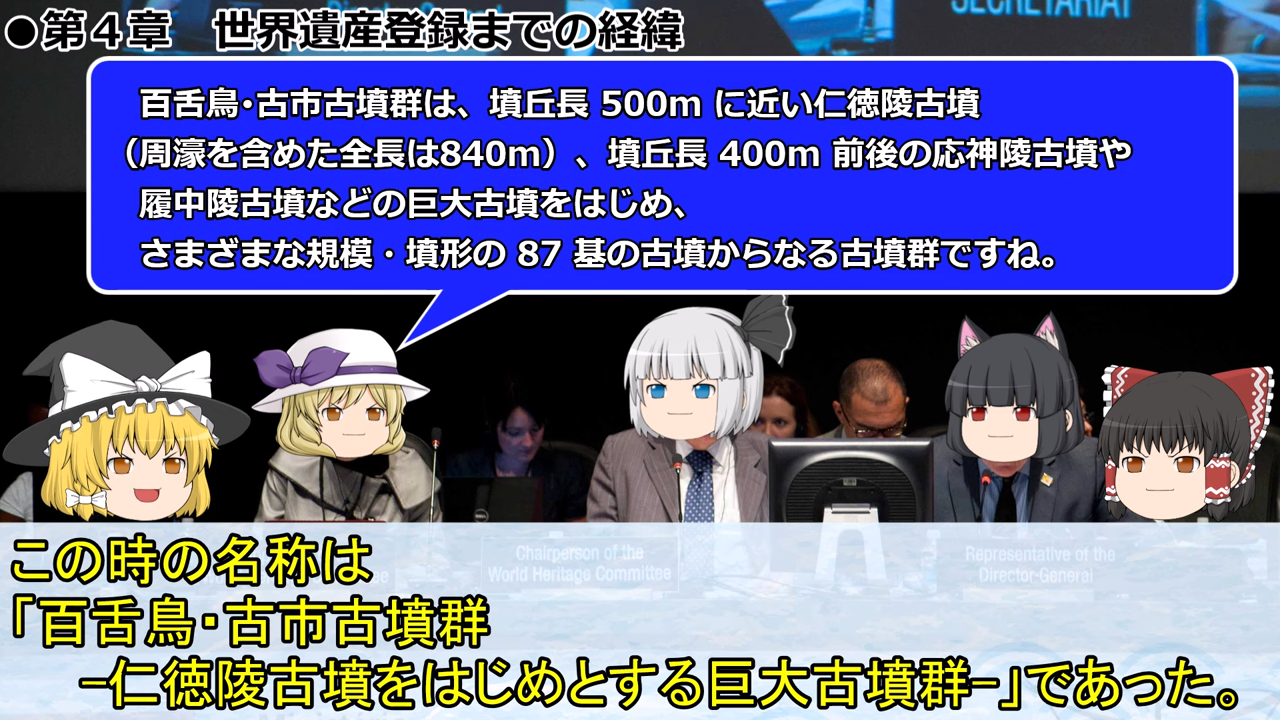 SECRETARIAT
●第４章　世界遺産登録までの経緯
百舌鳥・古市古墳群は、墳丘長 500m に近い仁徳陵古墳
（周濠を含めた全長は840m）、墳丘長 400m 前後の応神陵古墳や
履中陵古墳などの巨大古墳をはじめ、
さまざまな規模・墳形の 87 基の古墳からなる古墳群ですね。
Chairperson of the
World Heritage Committee
Representative of the
Director-General
この時の名称は
「百舌鳥・古市古墳群
−仁徳陵古墳をはじめとする巨大古墳群−」であった。